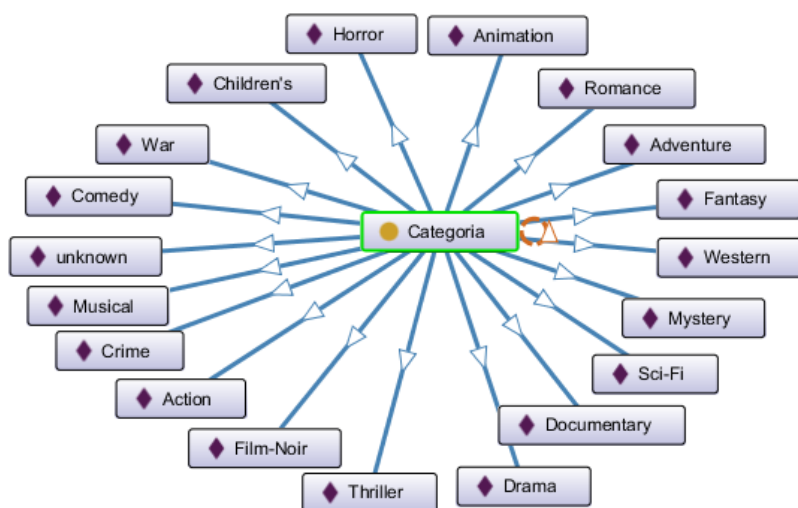 Horror
Animation
Children's
Romance
War
Adventure
Comedy
Fantasy
Categoria
unknown
Western
Musical
Mystery
Crime
Sci-Fi
Action
Documentary
Film-Noir
Thriller
Drama